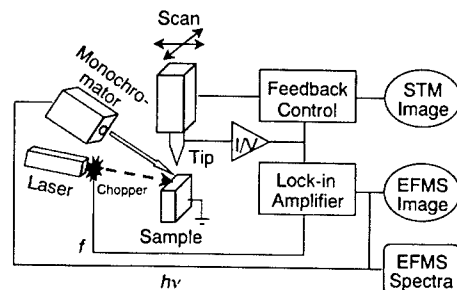 Scan
Monochro-
mator
Feedback
Control
STM
Image
I/V
Tip
Laser
Chopper
Lock-in
Amplifier
EFMS
Image
Sample
f
hν
EFMS
Spectra